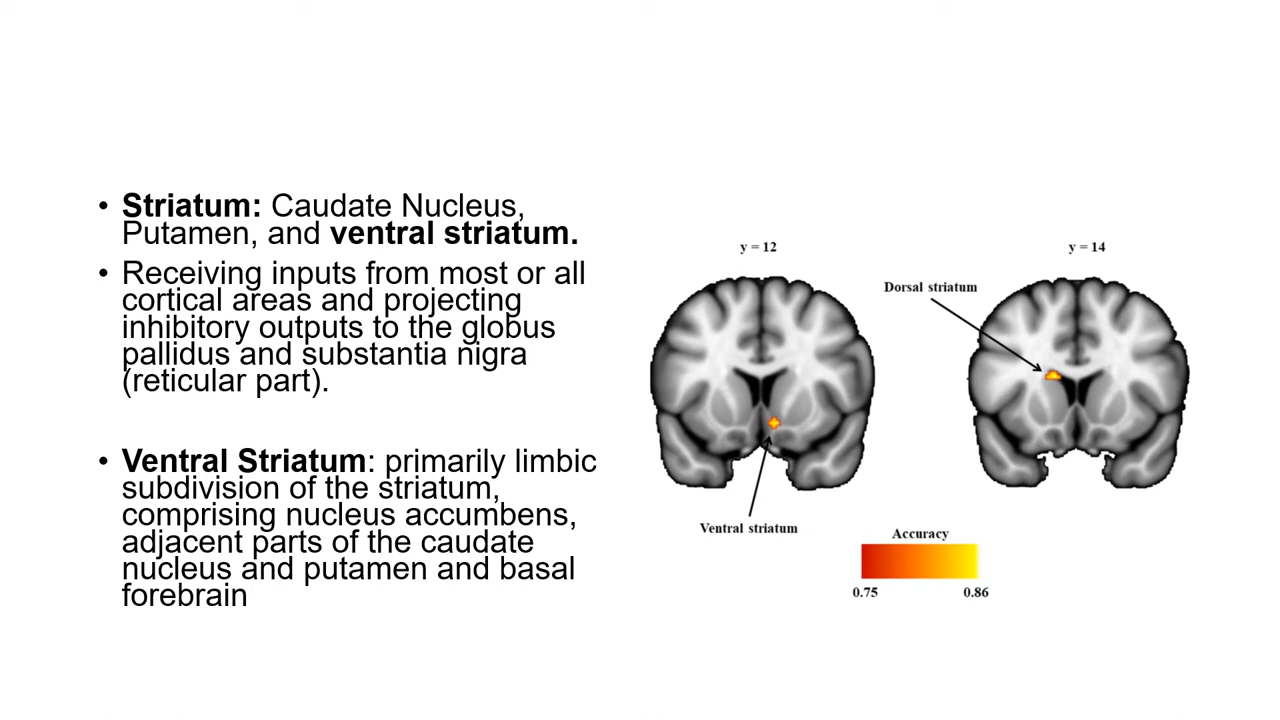 • Striatum: Caudate Nucleus,
Putamen, and ventral striatum.
• Receiving inputs from most or all
cortical areas and projecting
inhibitory outputs to the globus
pallidus and substantia nigra
(reticular part).
• Ventral Striatum: primarily limbic
subdivision of the striatum,
comprising nucleus accumbens,
adjacent parts of the caudate
nucleus and putamen and basal
forebrain
y = 12
y = 14
Dorsal striatum
Ventral striatum
Accuracy
0.75 0.86